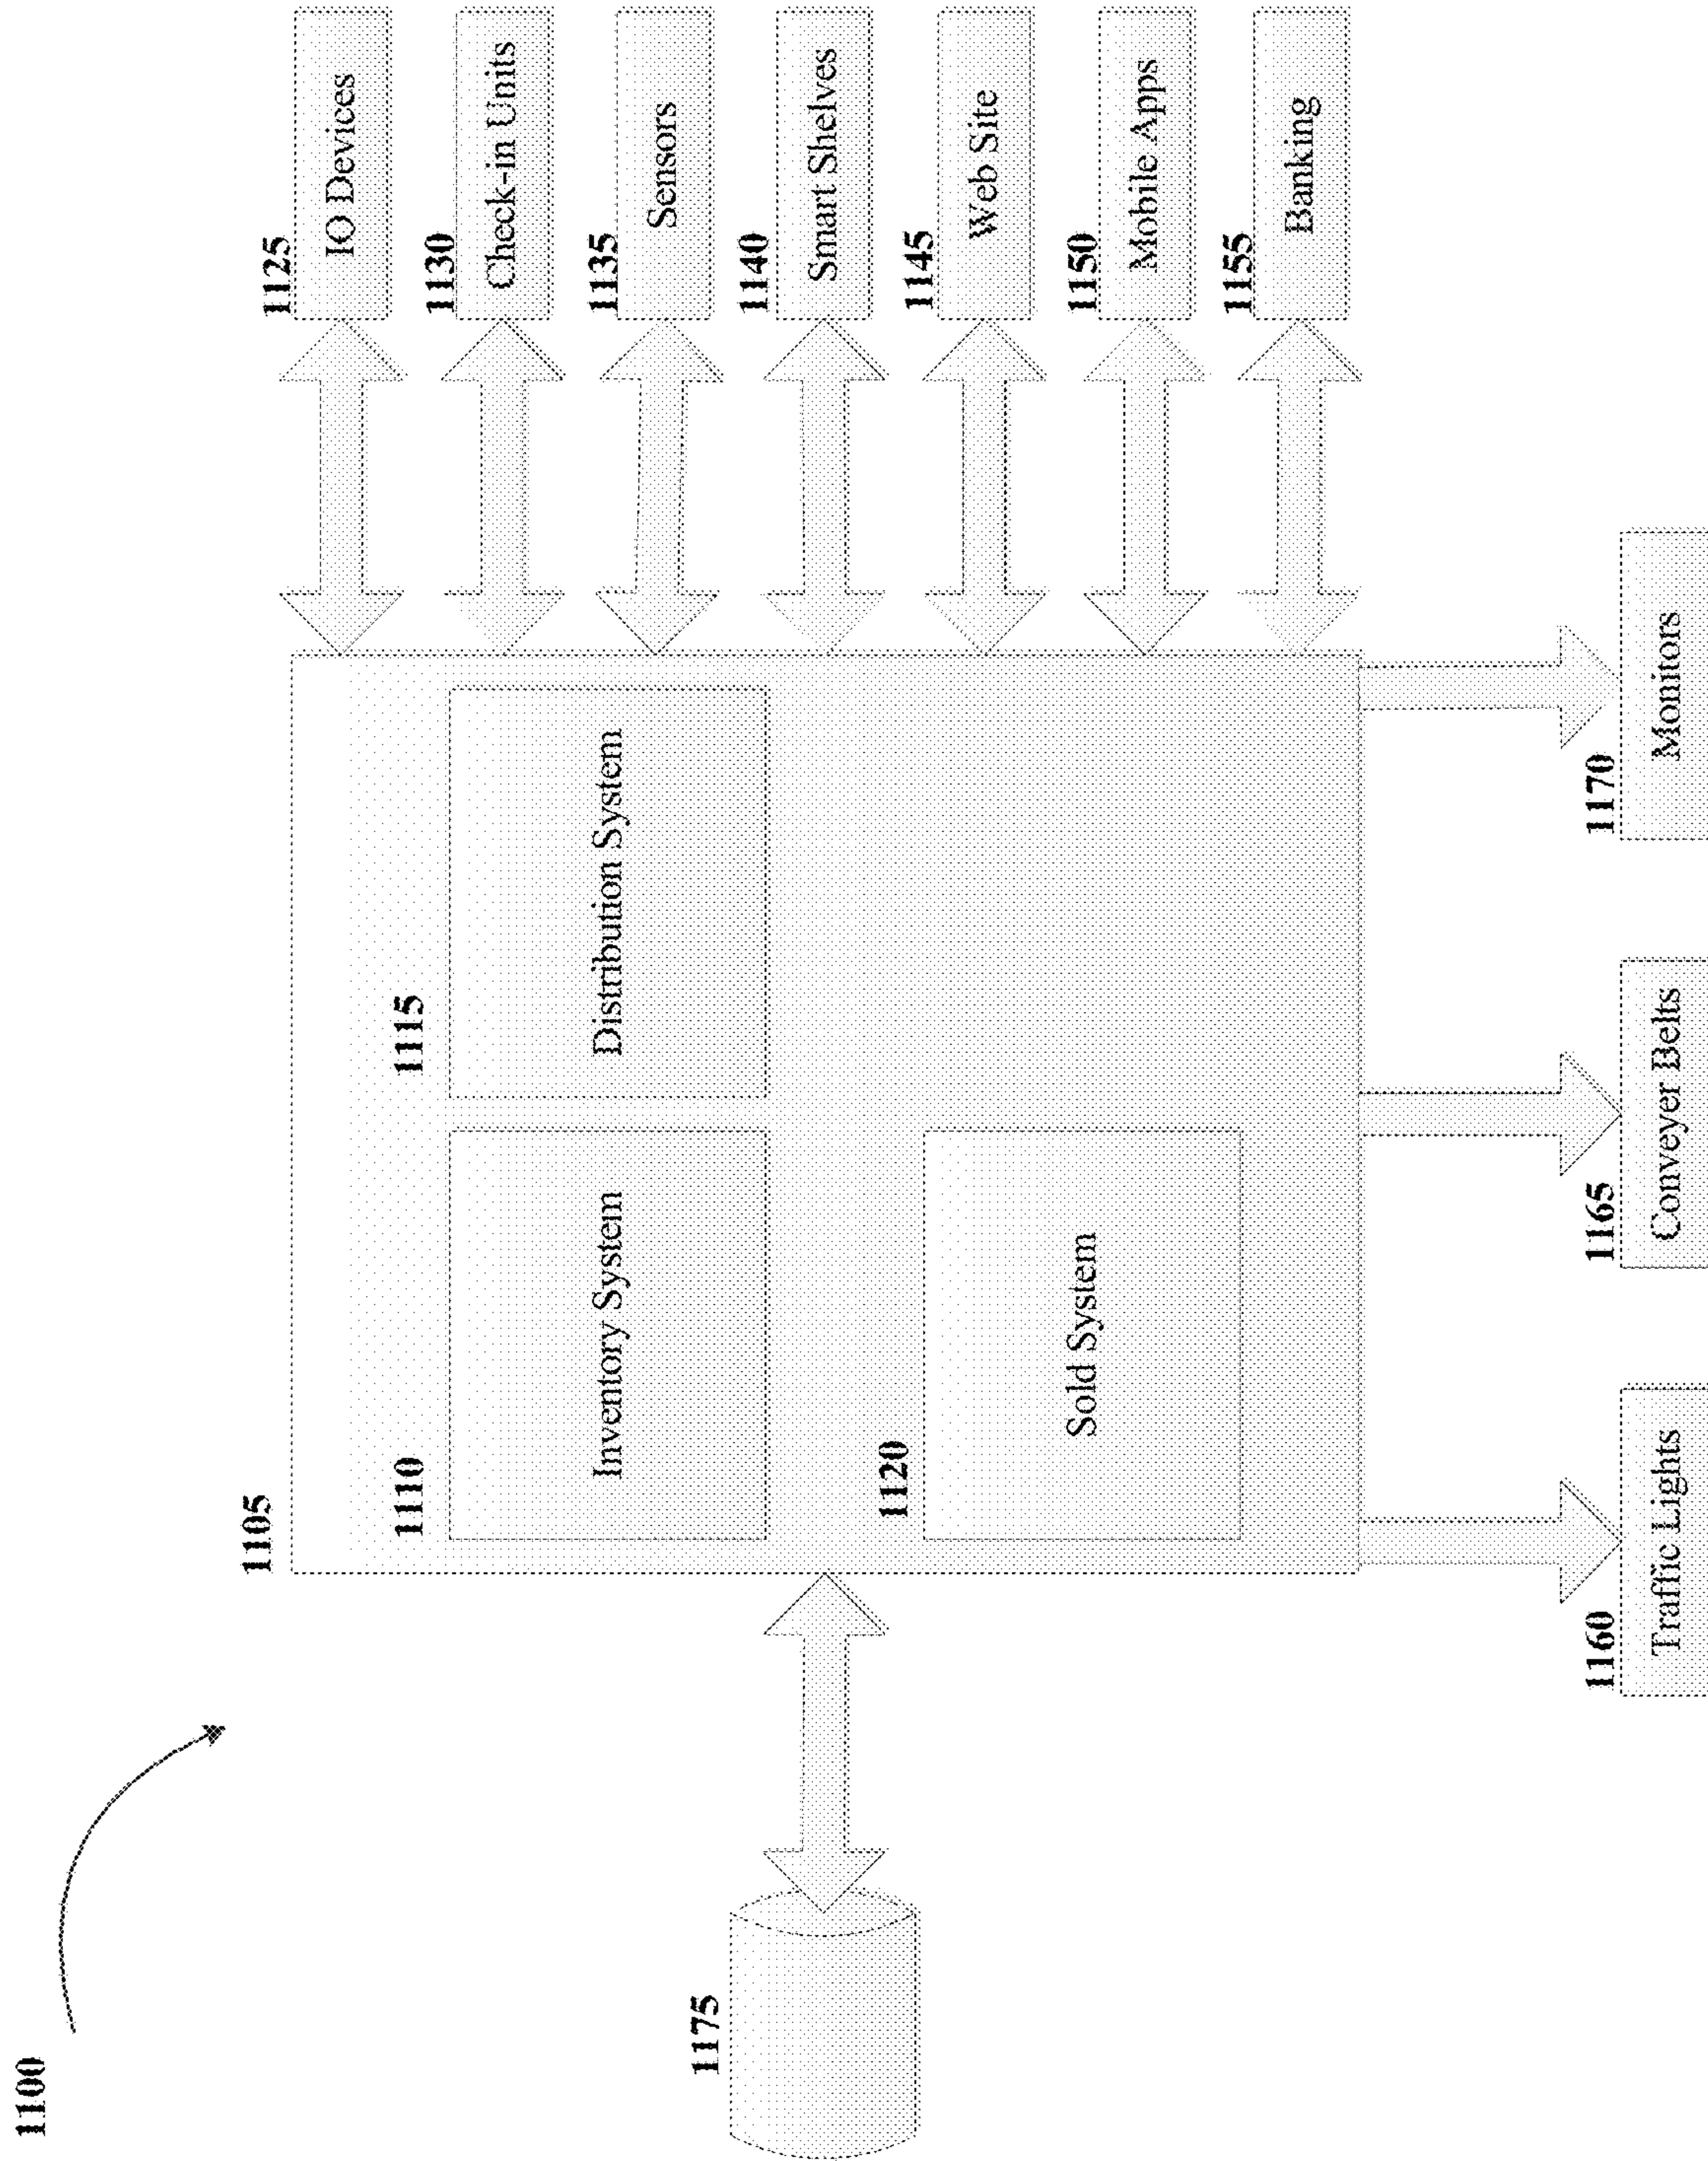 1100
1105
1110
Inventory System
1115
Distribution System
1120
Sold System
1125
IO Devices
1130
Check-in Units
1135
Sensors
1140
Smart Shelves
1145
Web Site
1150
Mobile Apps
1155
Banking
1160
Traffic Lights
1165
Conveyer Belts
1170
Monitors
1175